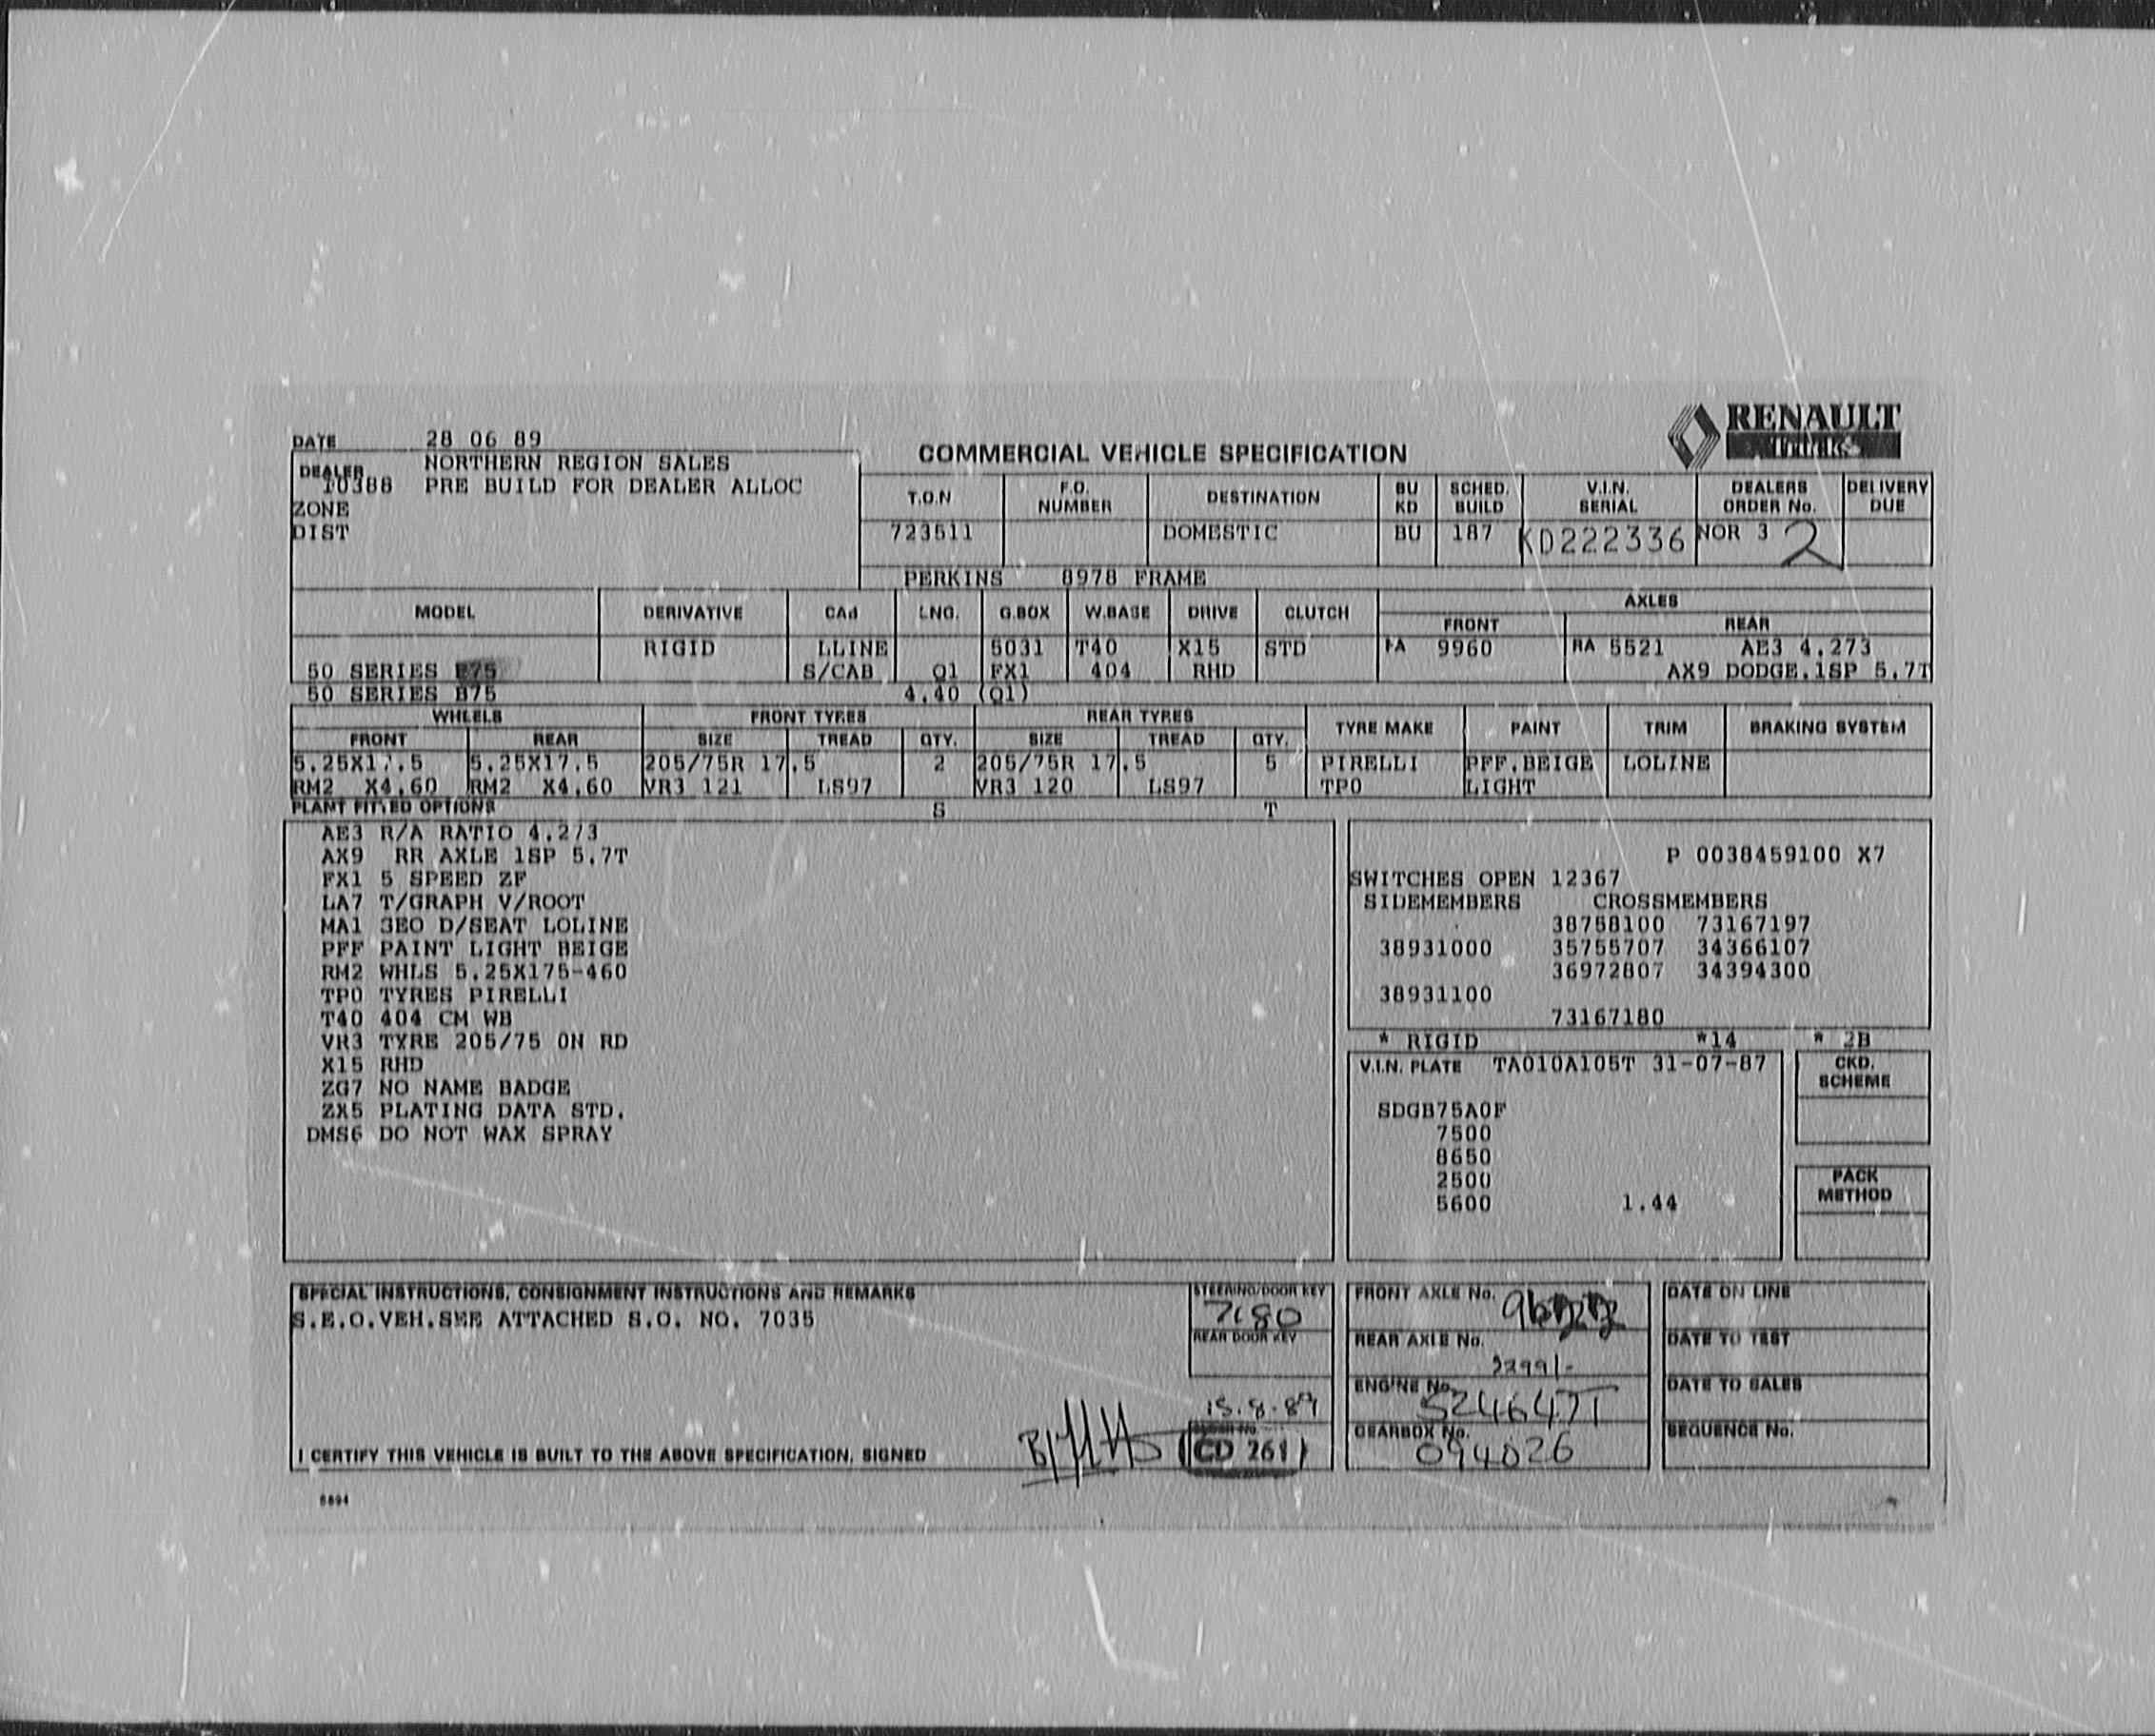 RENAULT
Trucks
DATE 28 06 89
COMMERCIAL VEHICLE SPECIFICATION
DEALER NORTHERN REGION SALES
10388 PRE BUILD FOR DEALER ALLOC
ZONE
DIST
T.O.N F.O. NUMBER DESTINATION BU KD SCHED. BUILD V.I.N. SERIAL DEALERS ORDER No. DELIVERY DUE
723511 DOMESTIC BU 187 KD222336 NOR 3 2
PERKINS 8978 FRAME
MODEL DERIVATIVE CAB LNG. G.BOX W.BASE DRIVE CLUTCH AXLES
FRONT REAR
RIGID LLINE 5031 T40 X15 STD FA 9960 RA 5521 AE3 4.273
50 SERIES S/CAB Q1 FX1 404 RHD AX9 DODGE.1SP 5.7T
50 SERIES B75 4.40 (Q1)
WHEELS FRONT TYRES REAR TYRES TYRE MAKE PAINT TRIM BRAKING SYSTEM
FRONT REAR SIZE TREAD QTY. SIZE TREAD QTY.
5.25X17.5 5.25X17.5 205/75R 17.5 2 205/75R 17.5 5 PIRELLI PFF.BEIGE LOLINE
RM2 X4.60 RM2 X4.60 VR3 121 LS97 VR3 120 LS97 TP0 LIGHT
PLANT FITTED OPTIONS S T
AE3 R/A RATIO 4.273
AX9 RR AXLE 1SP 5.7T
FX1 5 SPEED ZF
LA7 T/GRAPH V/ROOT
MA1 3EO D/SEAT LOLINE
PFF PAINT LIGHT BEIGE
RM2 WHLS 5.25X175-460
TP0 TYRES PIRELLI
T40 404 CM WB
VR3 TYRE 205/75 ON RD
X15 RHD
ZG7 NO NAME BADGE
ZX5 PLATING DATA STD.
DMS6 DO NOT WAX SPRAY
P 0038459100 X7
SWITCHES OPEN 12367
SIDEMEMBERS CROSSMEMBERS
38758100 73167197
38931000 35755707 34366107
36972807 34394300
38931100
73167180
* RIGID *14 * 2B
V.I.N. PLATE TA010A105T 31-07-87
CKD. SCHEME
SDGB75A0F
7500
8650
2500
5600 1.44
PACK METHOD
SPECIAL INSTRUCTIONS, CONSIGNMENT INSTRUCTIONS AND REMARKS
S.E.O.VEH.SEE ATTACHED S.O. NO. 7035
STEERING/DOOR KEY
7180
REAR DOOR KEY
15.8.89
CD 261
I CERTIFY THIS VEHICLE IS BUILT TO THE ABOVE SPECIFICATION, SIGNED
FRONT AXLE No.
REAR AXLE No.
ENGINE No.
GEARBOX No.
094026
DATE ON LINE
DATE TO TEST
DATE TO SALES
SEQUENCE No.